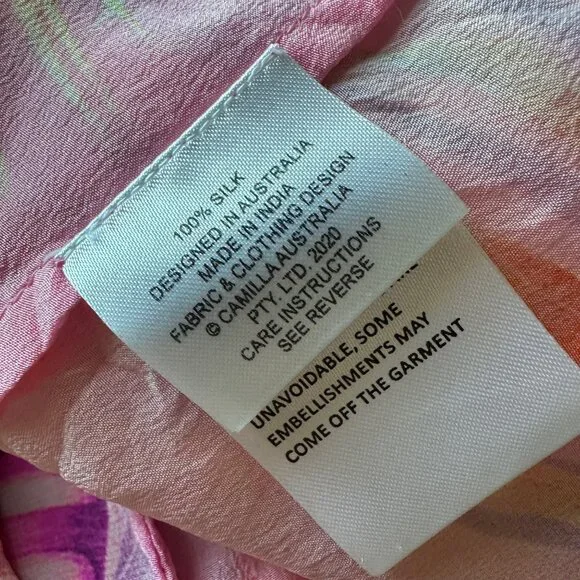 100% SILK
DESIGNED IN AUSTRALIA
MADE IN INDIA
FABRIC & CLOTHING DESIGN
© CAMILLA AUSTRALIA
PTY. LTD. 2020
CARE INSTRUCTIONS
SEE REVERSE
UNAVOIDABLE, SOME
EMBELLISHMENTS MAY
COME OFF THE GARMENT